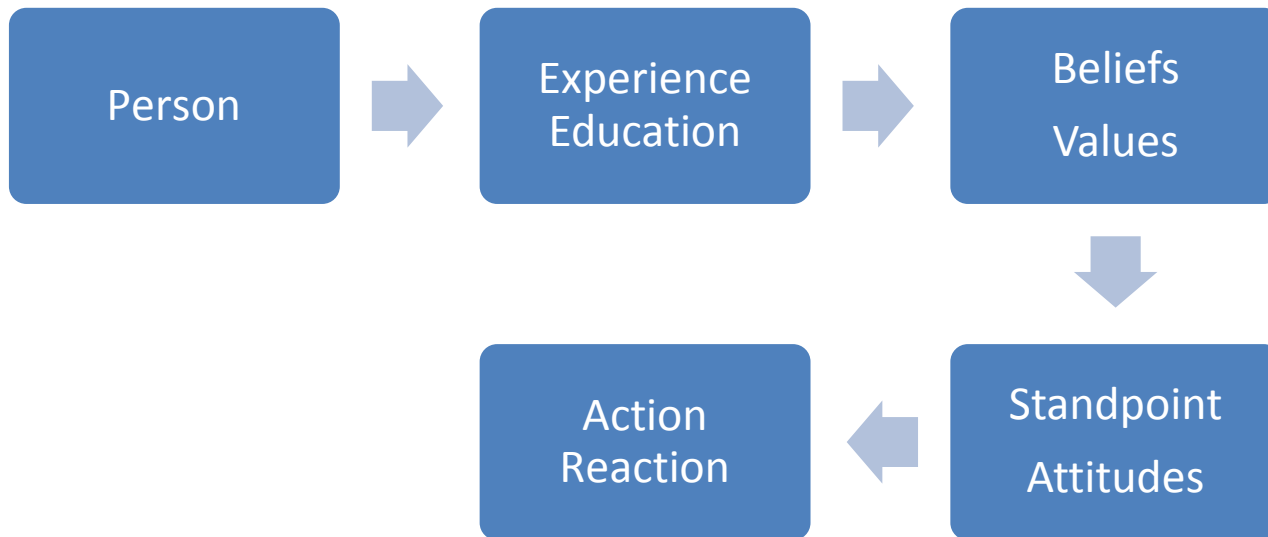 Person
Experience
Education
Beliefs
Values
Standpoint
Attitudes
Action
Reaction